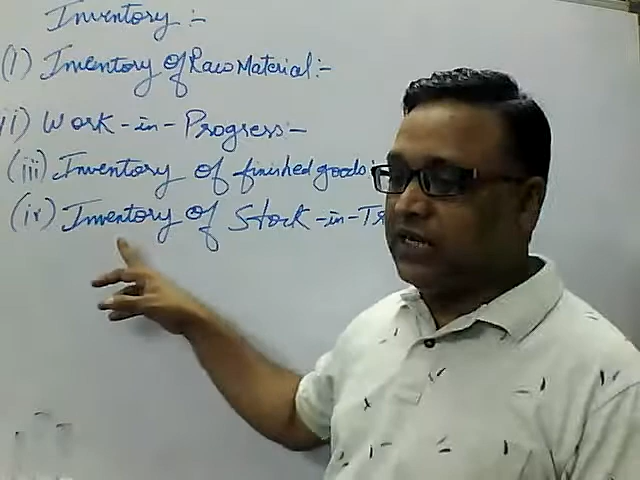 Inventory :-
(i) Inventory of Raw Material :-
ii) Work-in-Progress :-
(iii) Inventory of finished goods :
(iv) Inventory of Stock-in-Tr